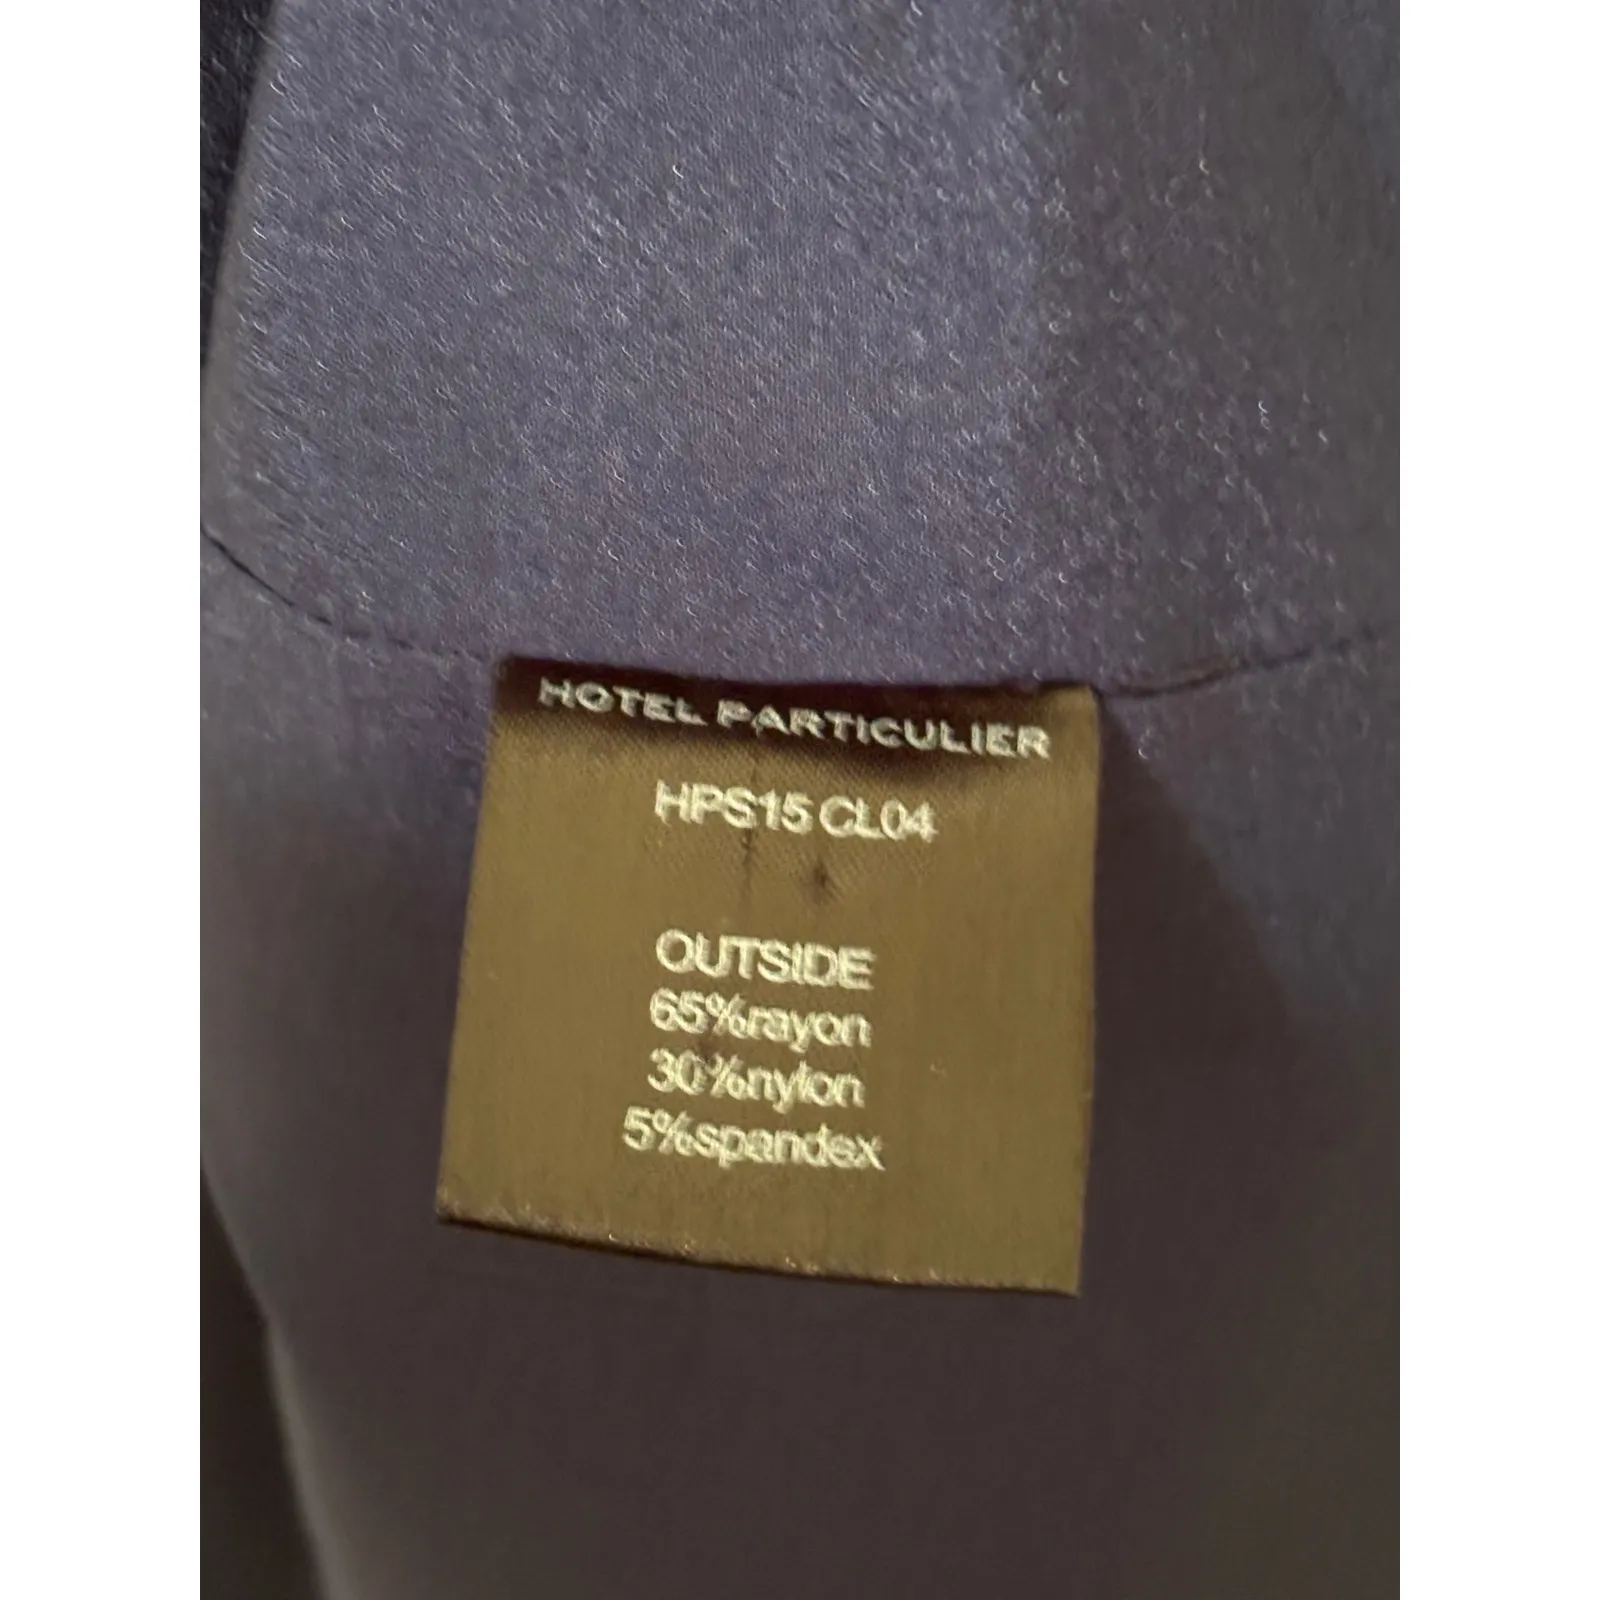 HOTEL PARTICULIER
HPS15 CL04
OUTSIDE
65%rayon
30%nylon
5%spandex